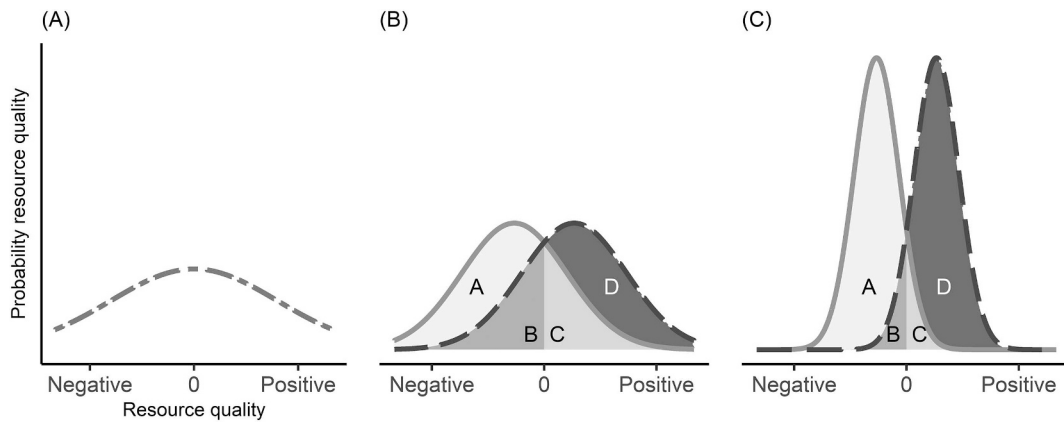 (A)
(B)
(C)
Probability resource quality
A
B
C
D
A
B
C
D
Negative
0
Positive
Negative
0
Positive
Negative
0
Positive
Resource quality